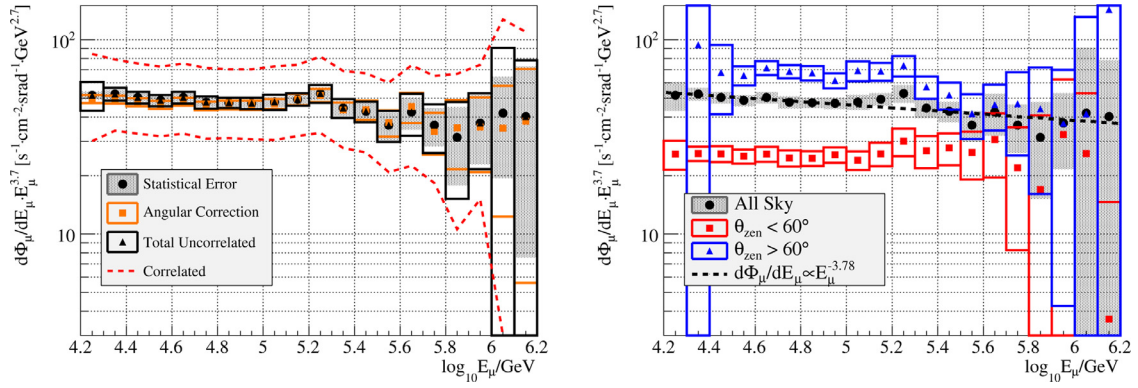 dΦ_μ/dE_μ·E_μ^3.7 [s⁻¹·cm⁻²·srad⁻¹·GeV^2.7]
10²
10
Statistical Error
Angular Correction
Total Uncorrelated
Correlated
4.2 4.4 4.6 4.8 5 5.2 5.4 5.6 5.8 6 6.2
log₁₀E_μ/GeV
dΦ_μ/dE_μ·E_μ^3.7 [s⁻¹·cm⁻²·srad⁻¹·GeV^2.7]
10²
10
All Sky
θ_zen < 60°
θ_zen > 60°
dΦ_μ/dE_μ∝E_μ^-3.78
4.2 4.4 4.6 4.8 5 5.2 5.4 5.6 5.8 6 6.2
log₁₀E_μ/GeV